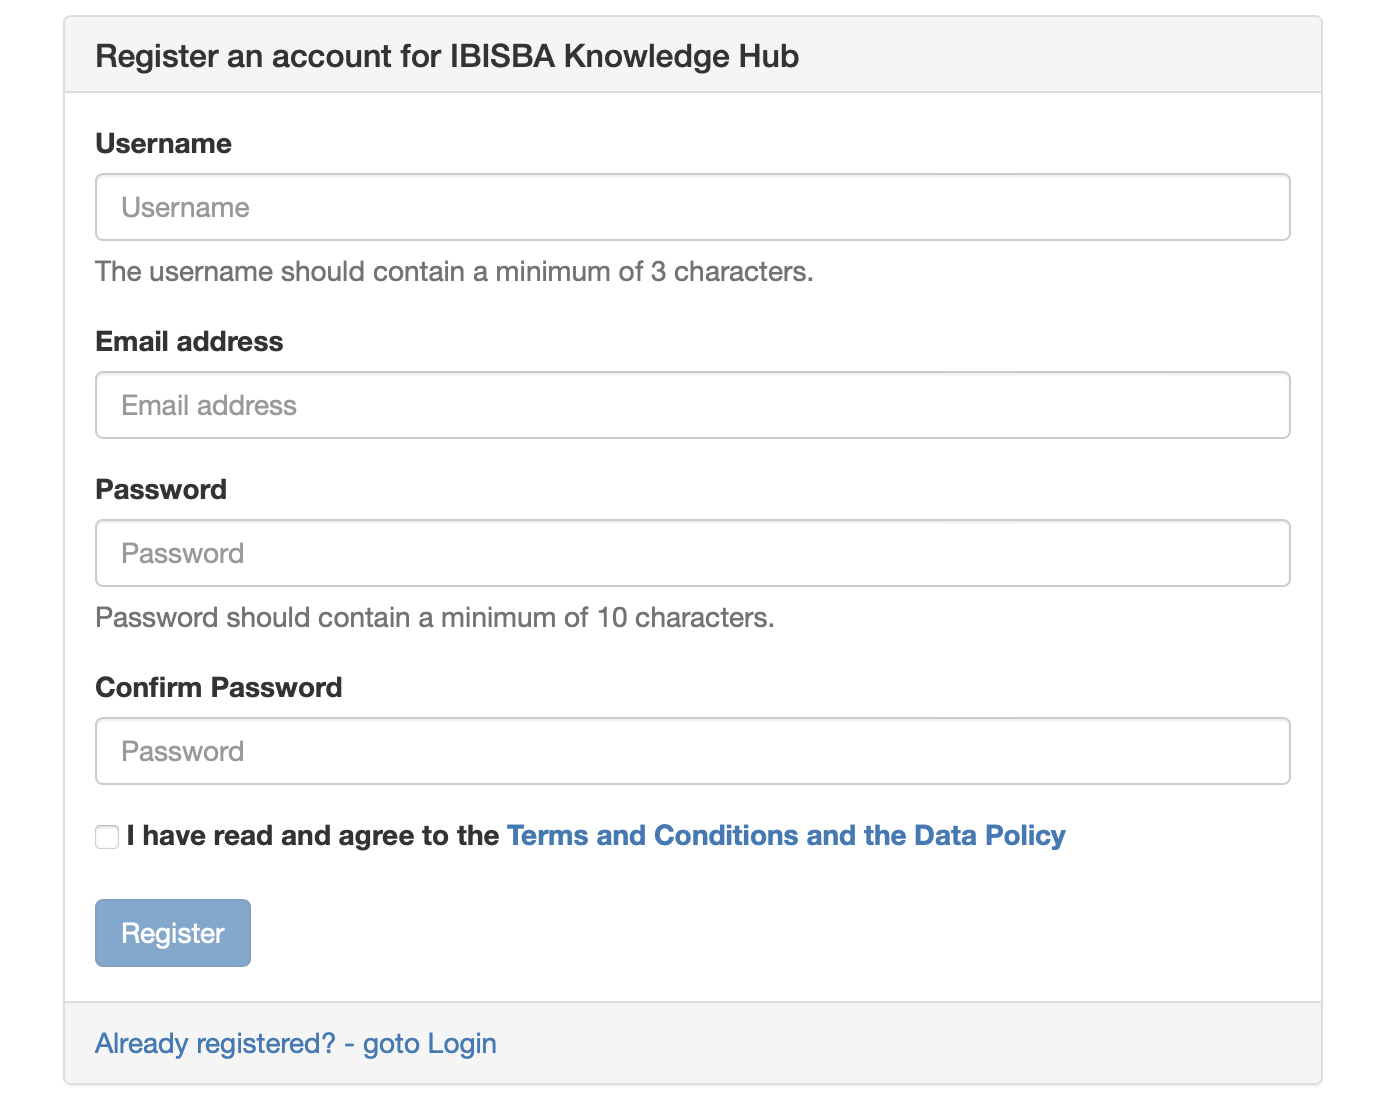 Register an account for IBISBA Knowledge Hub
Username
Username
The username should contain a minimum of 3 characters.
Email address
Email address
Password
Password
Password should contain a minimum of 10 characters.
Confirm Password
Password
I have read and agree to the Terms and Conditions and the Data Policy
Register
Already registered? - goto Login